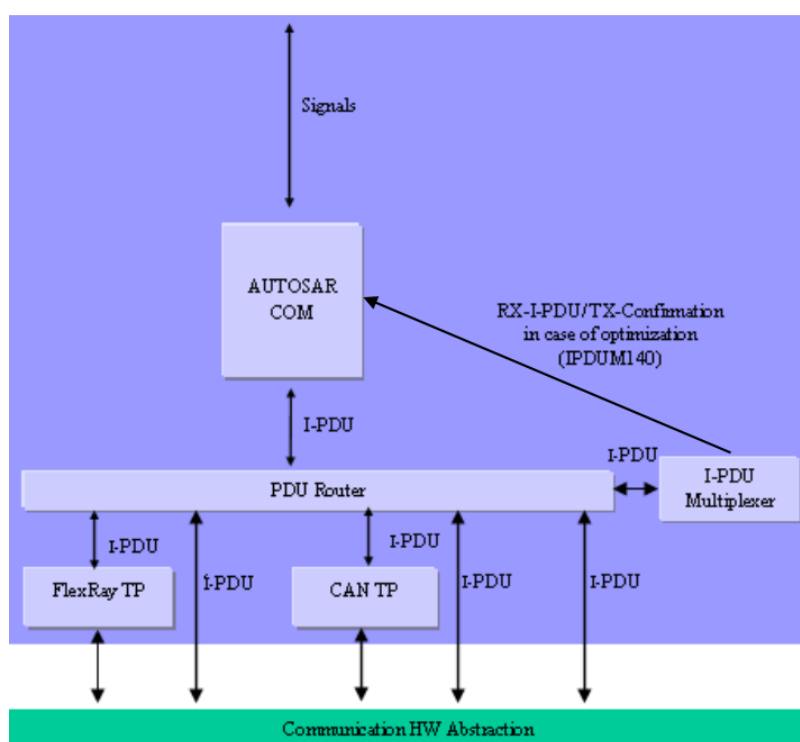 Signals
AUTOSAR
COM
RX-I-PDU/TX-Confirmation
in case of optimization
(IPDUM140)
I-PDU
I-PDU
PDU Router
I-PDU
Multiplexer
I-PDU
I-PDU
I-PDU
I-PDU
I-PDU
FlexRay TP
CAN TP
Communication HW Abstraction